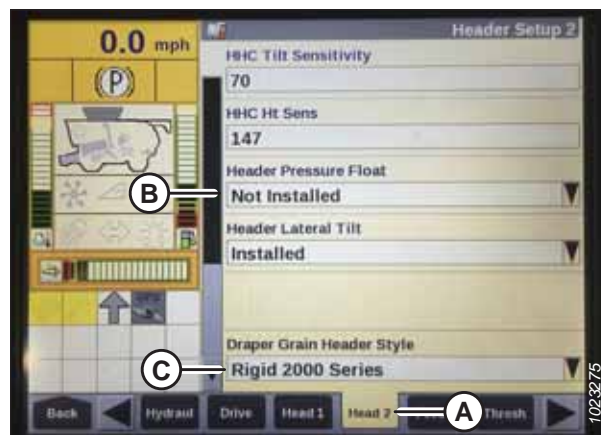 0.0 mph
Header Setup 2
(P)
HHC Tilt Sensitivity
70
HHC Ht Sens
147
Header Pressure Float
B
Not Installed
Header Lateral Tilt
Installed
Draper Grain Header Style
C
Rigid 2000 Series
Back
Hydraul
Drive
Head 1
Head 2
A
Thresh
1023275